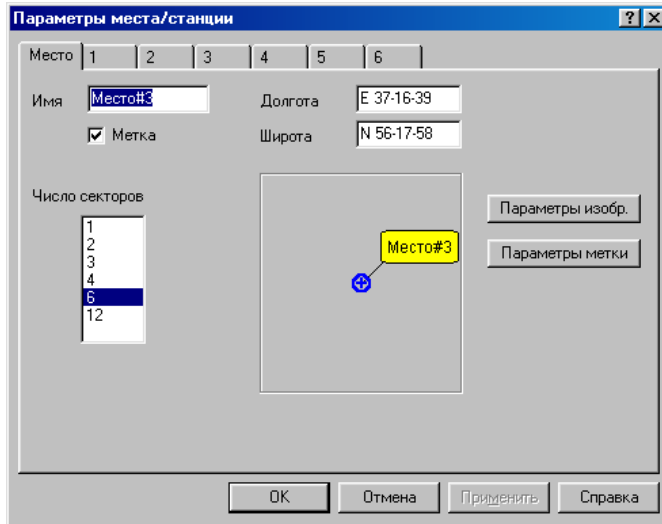 Параметры места/станции
Место 1 2 3 4 5 6
Имя Место#3 Долгота E 37-16-39
Метка Широта N 56-17-58
Число секторов
1
2
3
4
6
12
Место#3
Параметры изобр.
Параметры метки
OK Отмена Применить Справка